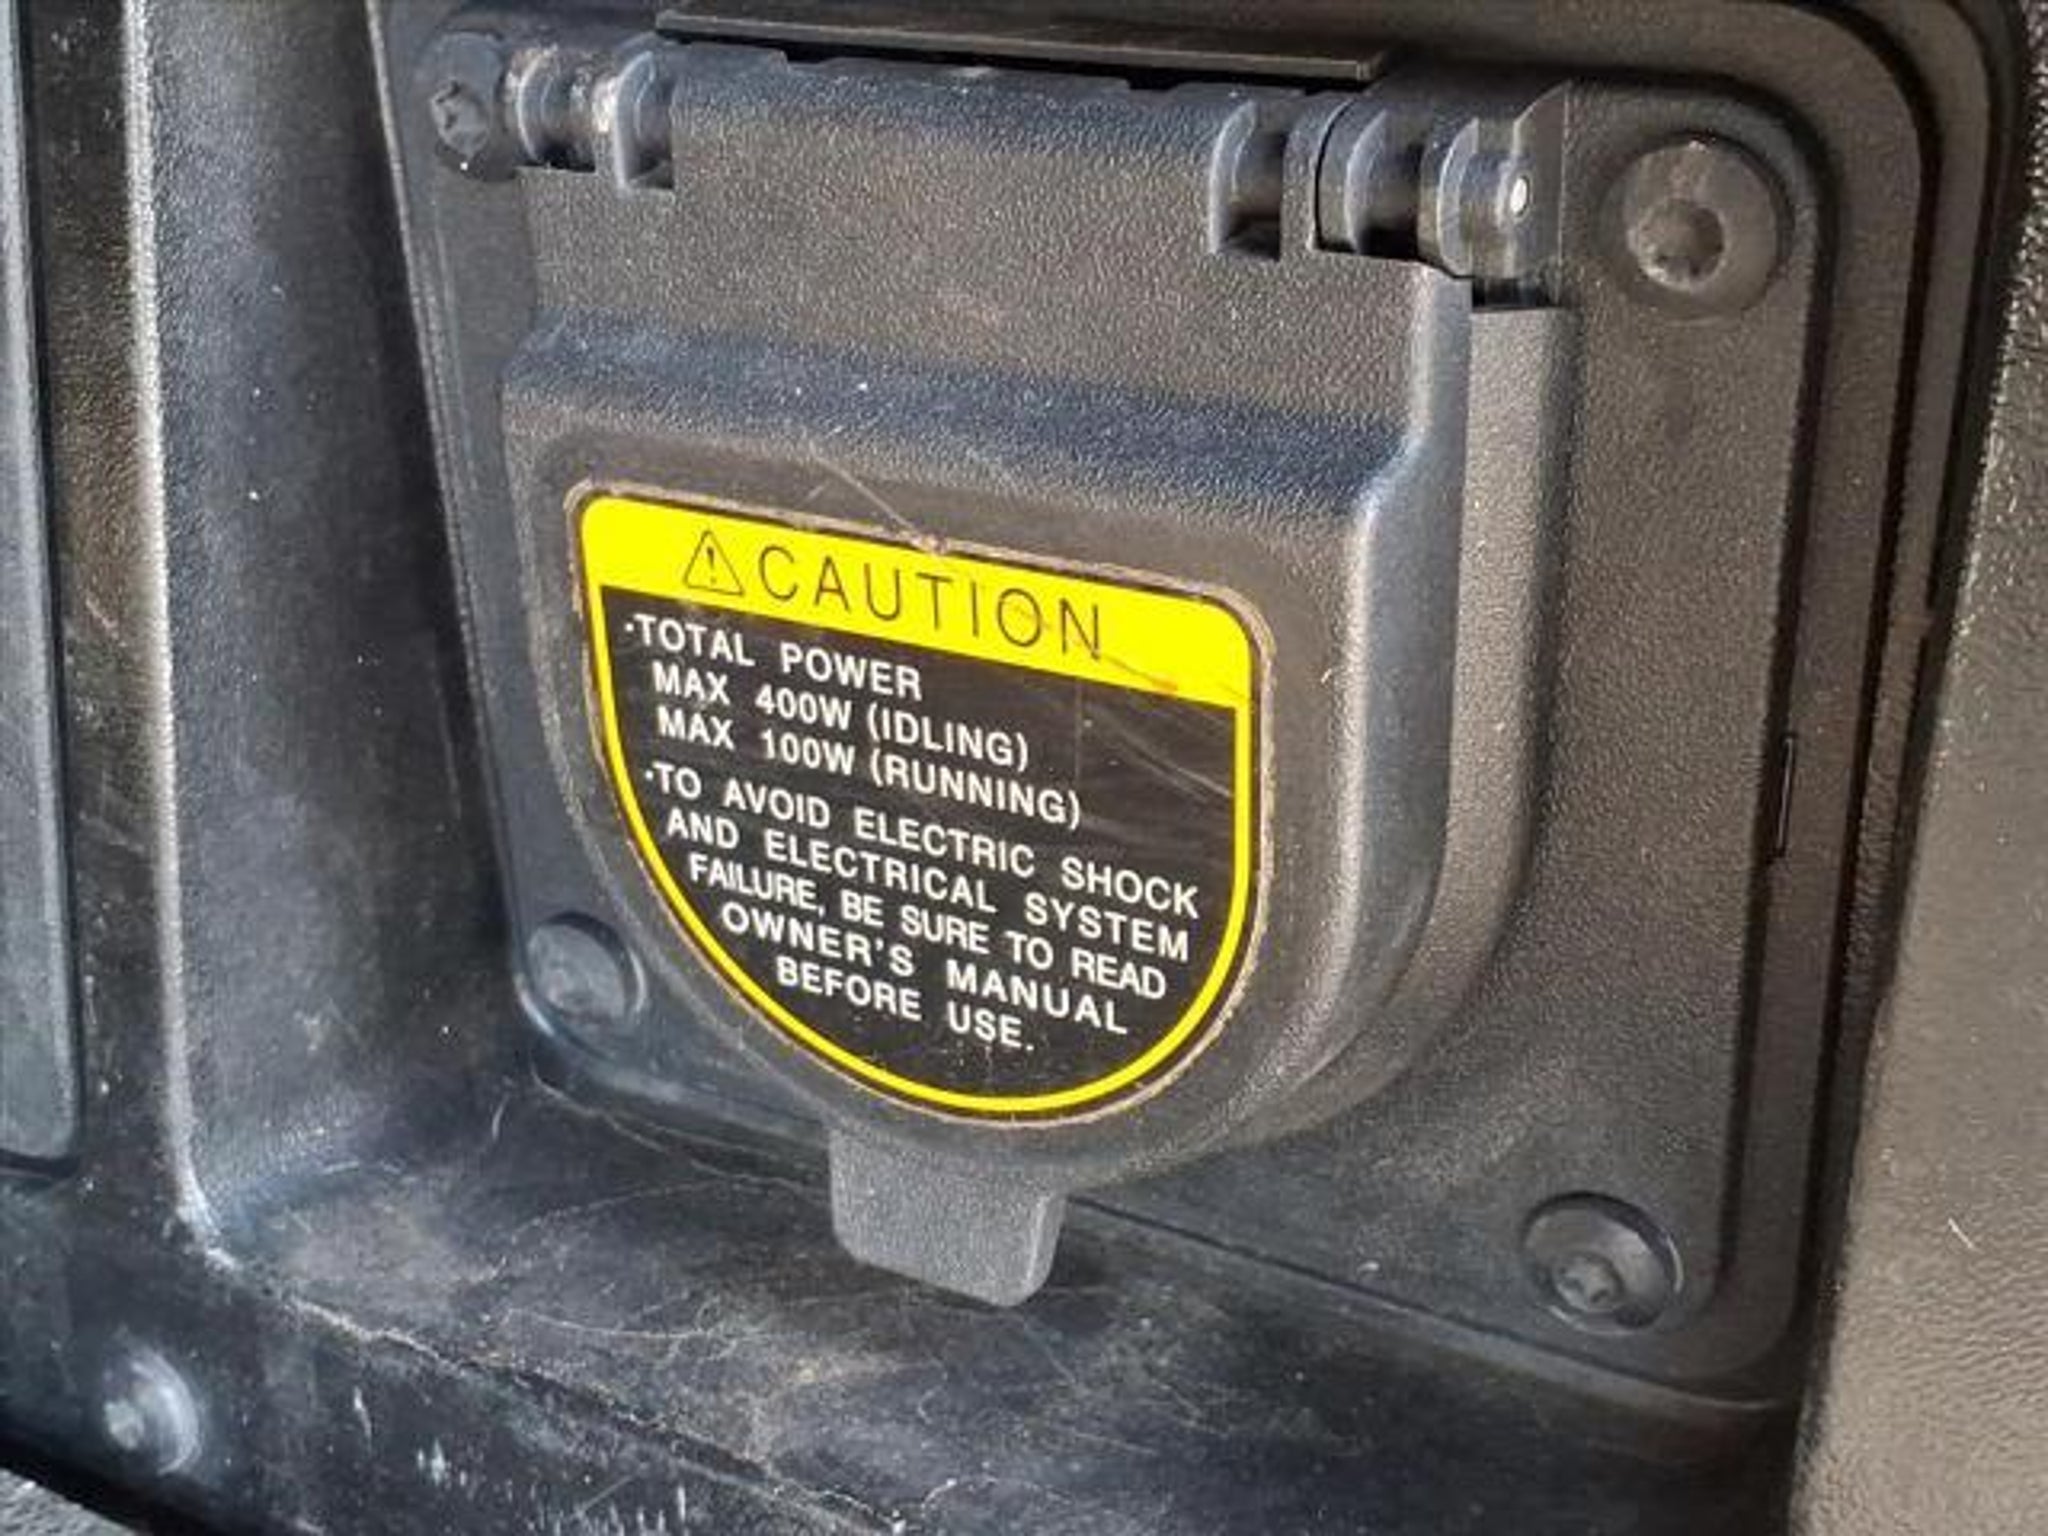 CAUTION
·TOTAL POWER
MAX 400W (IDLING)
MAX 100W (RUNNING)
·TO AVOID ELECTRIC SHOCK
AND ELECTRICAL SYSTEM
FAILURE, BE SURE TO READ
OWNER'S MANUAL
BEFORE USE.